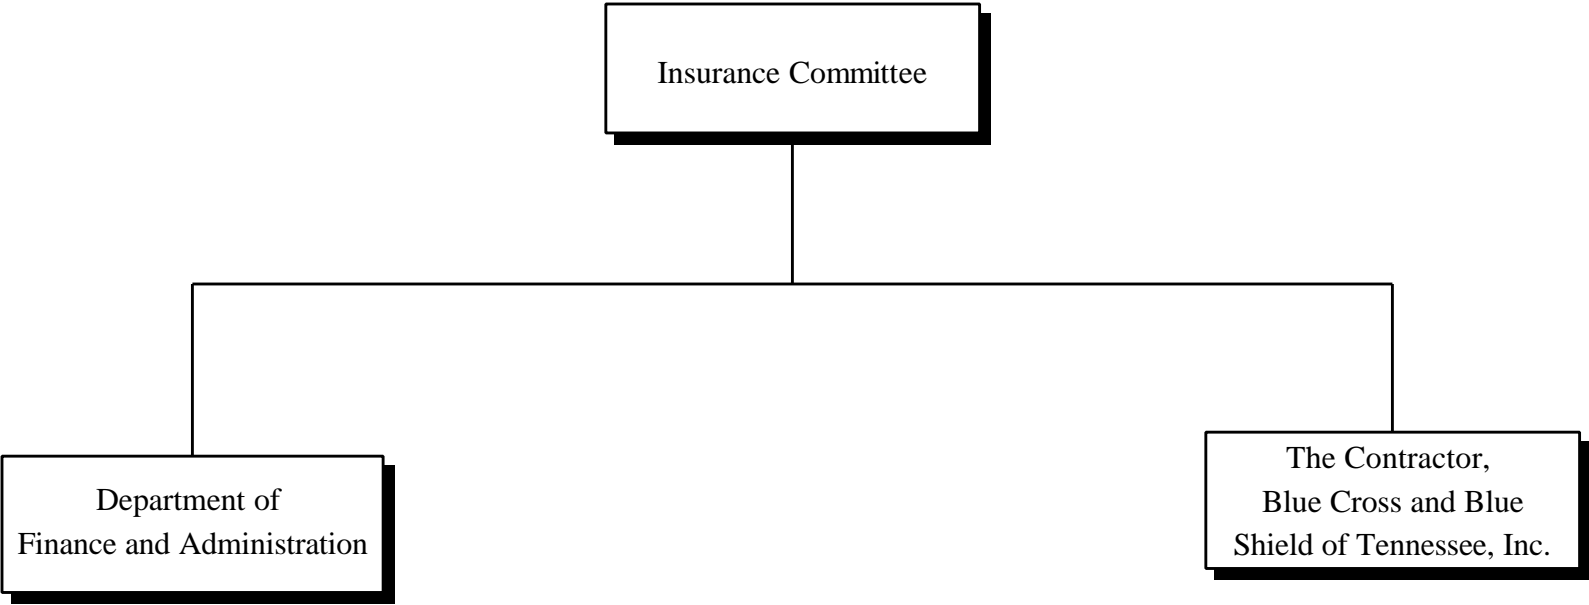 Insurance Committee
Department of
Finance and Administration
The Contractor,
Blue Cross and Blue
Shield of Tennessee, Inc.